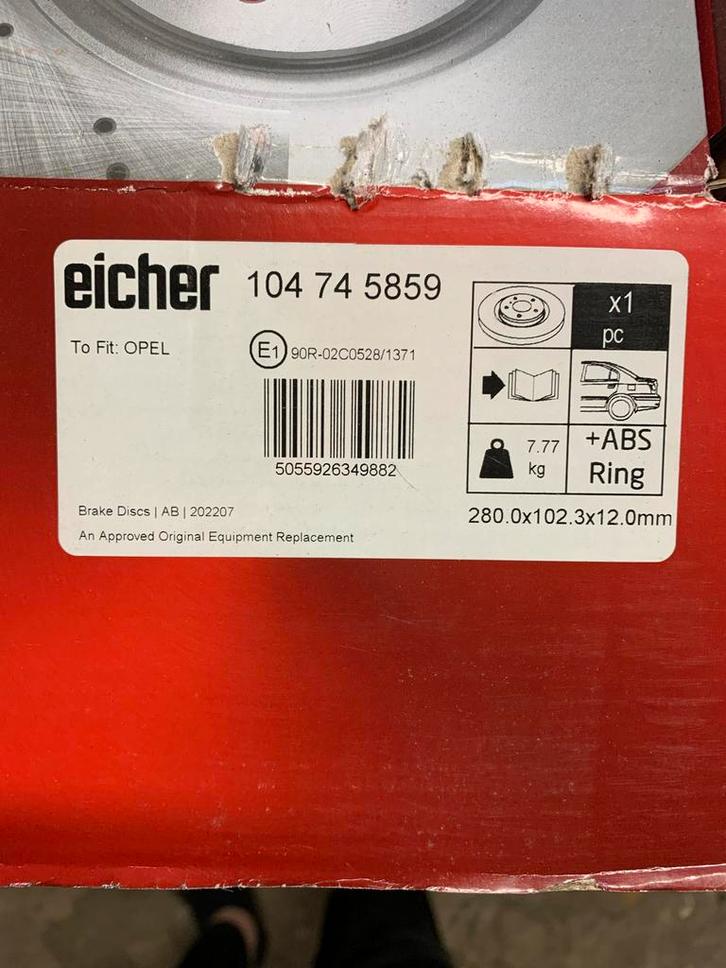 eicher 104 74 5859
To Fit: OPEL
E1 90R-02C0528/1371
5055926349882
x1
pc
7.77
kg
+ABS
Ring
280.0x102.3x12.0mm
Brake Discs | AB | 202207
An Approved Original Equipment Replacement